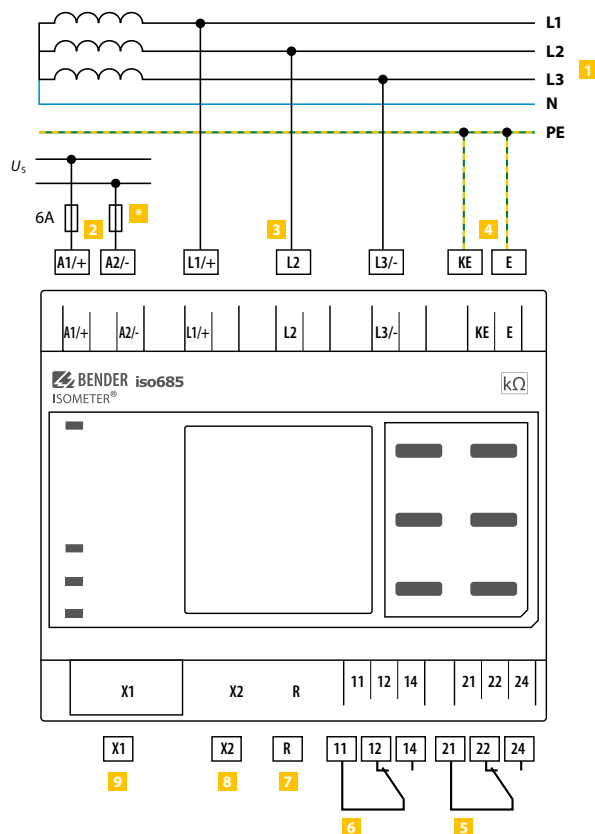 L1
L2
L3
1
N
PE
Us
6A
2
*
3
4
A1/+ A2/- L1/+ L2 L3/- KE E
A1/+ A2/- L1/+ L2 L3/- KE E
BENDER iso685
ISOMETER®
kΩ
X1 X2 R 11 12 14 21 22 24
X1 X2 R 11 12 14 21 22 24
9 8 7
6 5